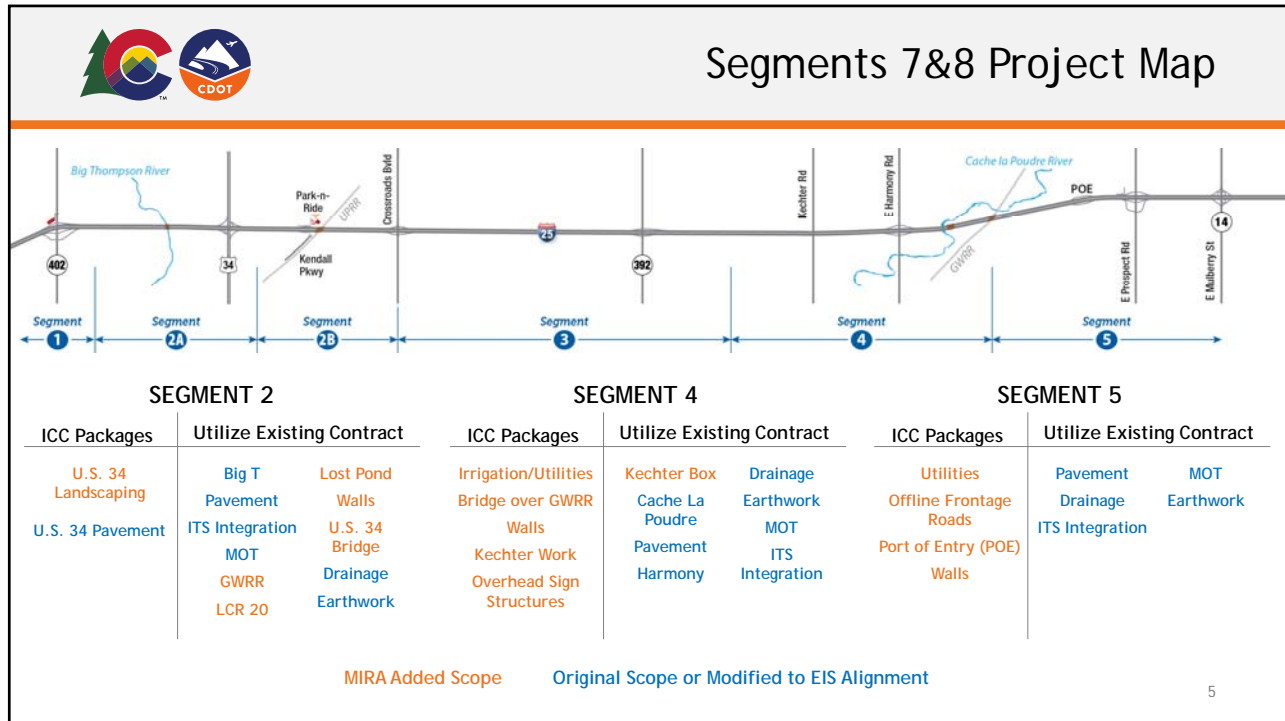 CDOT
TM
Segments 7&8 Project Map
Big Thompson River
Park-n-
Ride
UPRR
Crossroads Bvld
Kechter Rd
E Harmony Rd
Cache la Poudre River
POE
25
14
402
34
Kendall
Pkwy
392
GWRR
E Prospect Rd
E Mulberry St
Segment
1
Segment
2A
Segment
2B
Segment
3
Segment
4
Segment
5
SEGMENT 2
ICC Packages
Utilize Existing Contract
U.S. 34
Landscaping
U.S. 34 Pavement
Big T
Pavement
ITS Integration
MOT
GWRR
LCR 20
Lost Pond
Walls
U.S. 34
Bridge
Drainage
Earthwork
SEGMENT 4
ICC Packages
Utilize Existing Contract
Irrigation/Utilities
Bridge over GWRR
Walls
Kechter Work
Overhead Sign
Structures
Kechter Box
Cache La
Poudre
Pavement
Harmony
Drainage
Earthwork
MOT
ITS
Integration
SEGMENT 5
ICC Packages
Utilize Existing Contract
Utilities
Offline Frontage
Roads
Port of Entry (POE)
Walls
Pavement
Drainage
ITS Integration
MOT
Earthwork
MIRA Added Scope
Original Scope or Modified to EIS Alignment
5